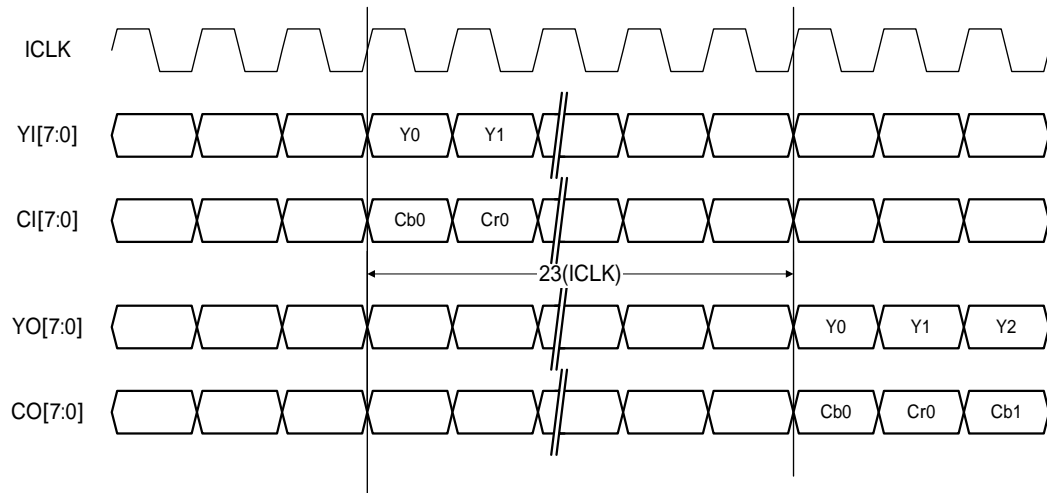 ICLK
YI[7:0] Y0 Y1
CI[7:0] Cb0 Cr0
23(ICLK)
YO[7:0] Y0 Y1 Y2
CO[7:0] Cb0 Cr0 Cb1